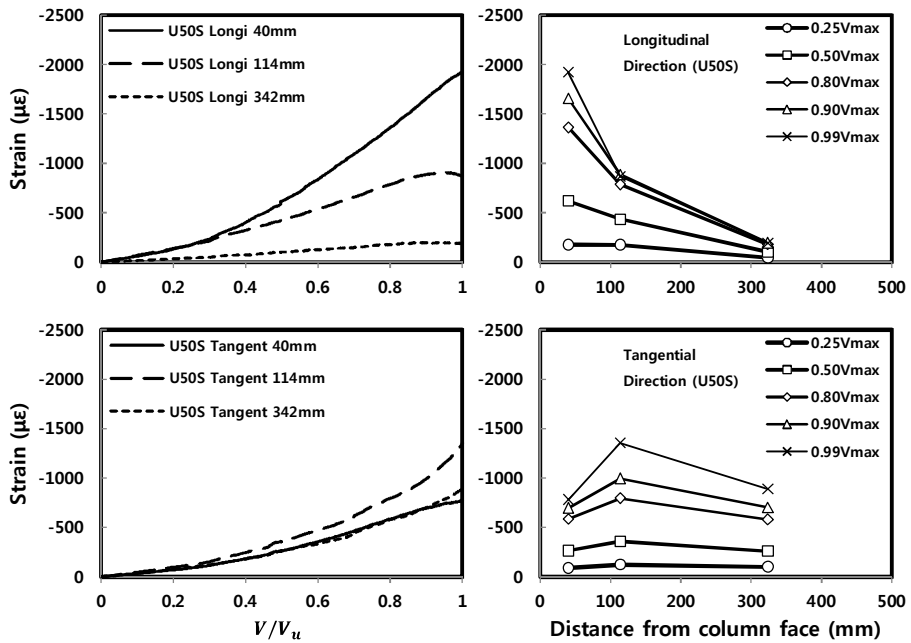 -2500
-2000
-1500
-1000
-500
0
Strain (µε)
U50S Longi 40mm
U50S Longi 114mm
U50S Longi 342mm
0 0.2 0.4 0.6 0.8 1
-2500
-2000
-1500
-1000
-500
0
Longitudinal
Direction (U50S)
0.25Vmax
0.50Vmax
0.80Vmax
0.90Vmax
0.99Vmax
0 100 200 300 400 500
-2500
-2000
-1500
-1000
-500
0
Strain (µε)
U50S Tangent 40mm
U50S Tangent 114mm
U50S Tangent 342mm
0 0.2 0.4 0.6 0.8 1
V/Vu
-2500
-2000
-1500
-1000
-500
0
Tangential
Direction (U50S)
0.25Vmax
0.50Vmax
0.80Vmax
0.90Vmax
0.99Vmax
0 100 200 300 400 500
Distance from column face (mm)